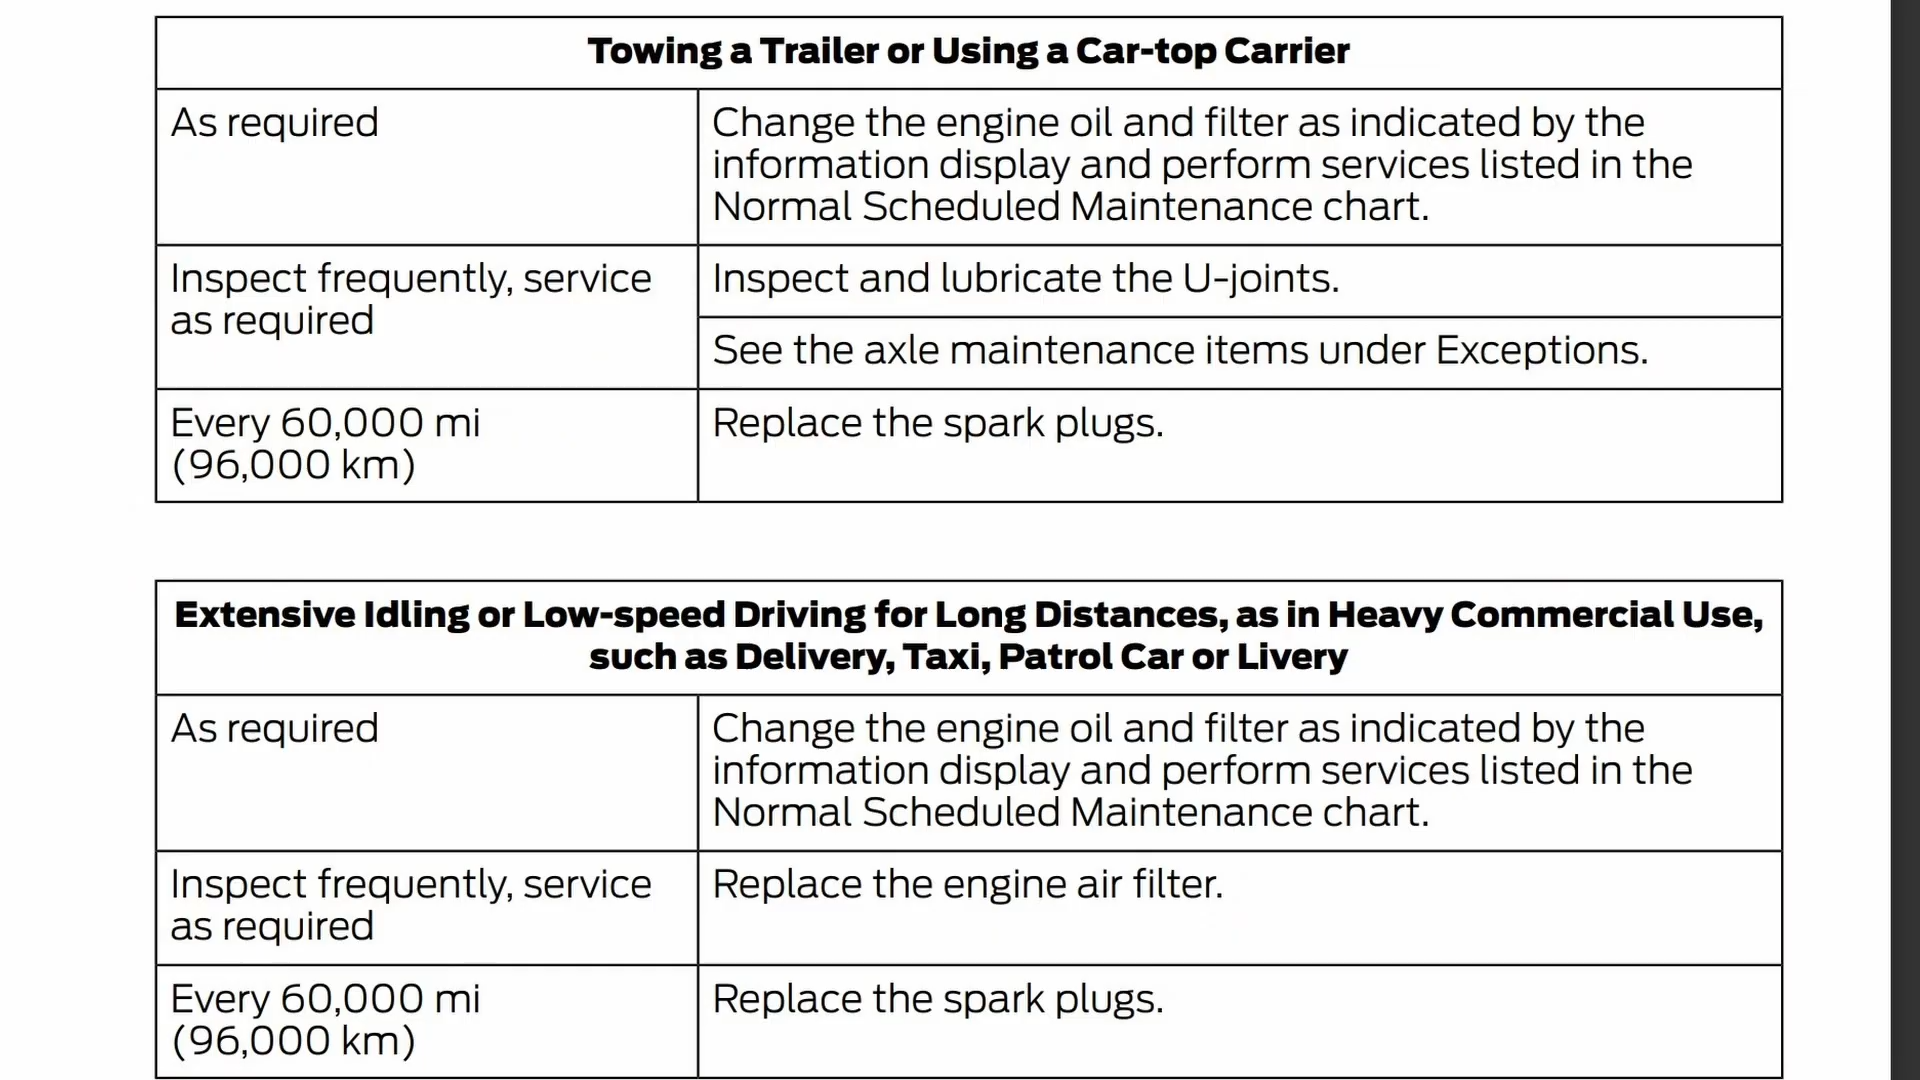 Towing a Trailer or Using a Car-top Carrier
As required
Change the engine oil and filter as indicated by the
information display and perform services listed in the
Normal Scheduled Maintenance chart.
Inspect frequently, service
as required
Inspect and lubricate the U-joints.
See the axle maintenance items under Exceptions.
Every 60,000 mi
(96,000 km)
Replace the spark plugs.
Extensive Idling or Low-speed Driving for Long Distances, as in Heavy Commercial Use,
such as Delivery, Taxi, Patrol Car or Livery
As required
Change the engine oil and filter as indicated by the
information display and perform services listed in the
Normal Scheduled Maintenance chart.
Inspect frequently, service
as required
Replace the engine air filter.
Every 60,000 mi
(96,000 km)
Replace the spark plugs.